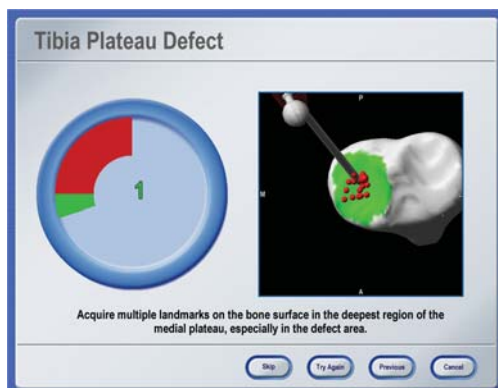 Tibia Plateau Defect
P
1
M
L
A
Acquire multiple landmarks on the bone surface in the deepest region of the
medial plateau, especially in the defect area.
Skip
Try Again
Previous
Cancel